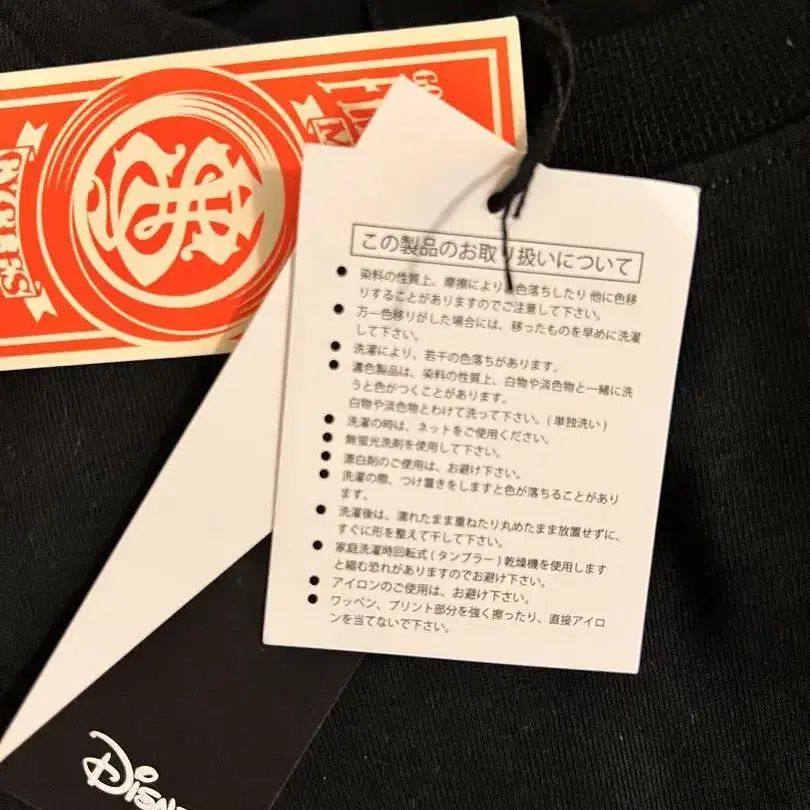 この製品のお取り扱いについて
● 染料の性質上、摩擦により 色落ちしたり 他に色移
りすることがありますのでご注意して下さい。
● 万一色移りがした場合には、移ったものを早めに洗濯
して下さい。
● 洗濯により、若干の色落ちがあります。
● 濃色製品は、染料の性質上、白物や淡色物と一緒に洗
うと色がつくことがあります。
白物や淡色物とわけて洗って下さい。(単独洗い)
● 洗濯の時は、ネットをご使用ください。
● 無蛍光洗剤を使用して下さい。
● 漂白剤のご使用は、お避け下さい。
● 洗濯の際、つけ置きをしますと色が落ちることがあり
ます。
● 洗濯後は、濡れたまま重ねたり丸めたまま放置せずに、
すぐに形を整えて干して下さい。
● 家庭洗濯時回転式(タンブラー)乾燥機を使用します
と縮む恐れがありますのでお避け下さい。
● アイロンのご使用は、お避け下さい。
● ワッペン、プリント部分を強く擦ったり、直接アイロ
ンを当てないで下さい。
CYCLES
Disne